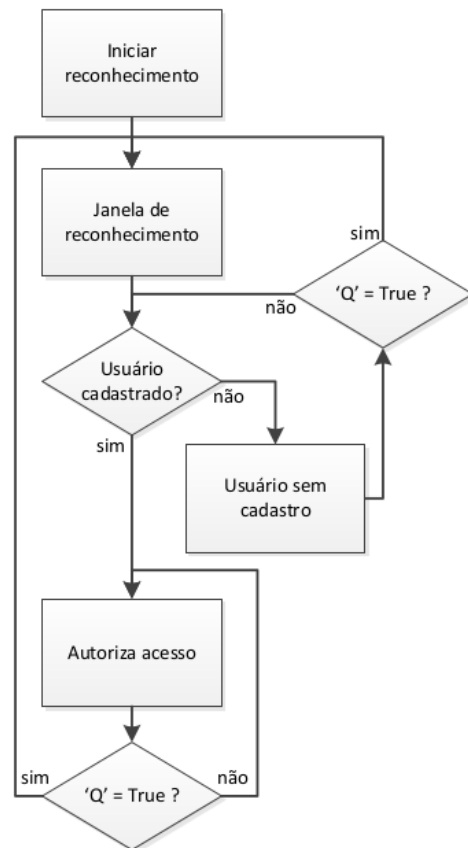 Iniciar
reconhecimento
Janela de
reconhecimento
sim
‘Q’ = True ?
não
Usuário
cadastrado?
não
sim
Usuário sem
cadastro
Autoriza acesso
sim
não
‘Q’ = True ?